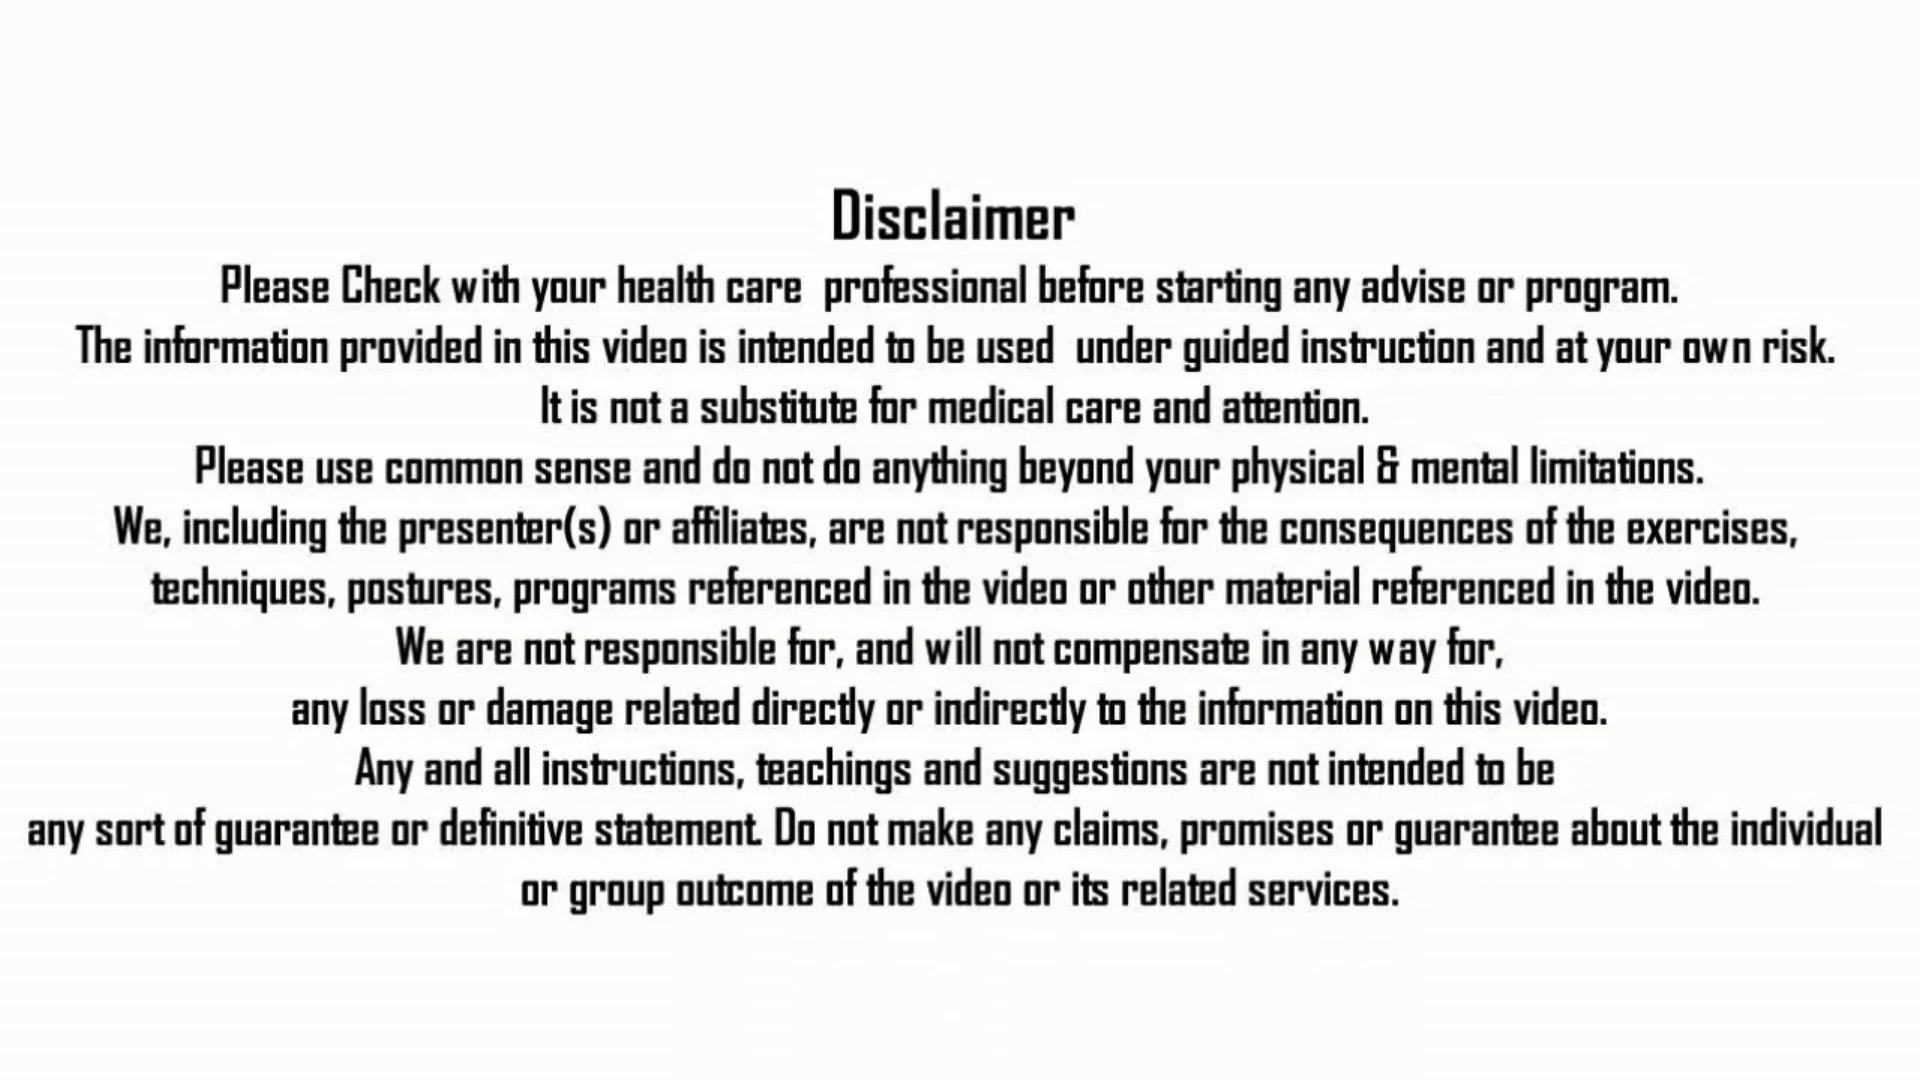 Disclaimer
Please Check with your health care professional before starting any advise or program.
The information provided in this video is intended to be used under guided instruction and at your own risk.
It is not a substitute for medical care and attention.
Please use common sense and do not do anything beyond your physical & mental limitations.
We, including the presenter(s) or affiliates, are not responsible for the consequences of the exercises,
techniques, postures, programs referenced in the video or other material referenced in the video.
We are not responsible for, and will not compensate in any way for,
any loss or damage related directly or indirectly to the information on this video.
Any and all instructions, teachings and suggestions are not intended to be
any sort of guarantee or definitive statement. Do not make any claims, promises or guarantee about the individual
or group outcome of the video or its related services.